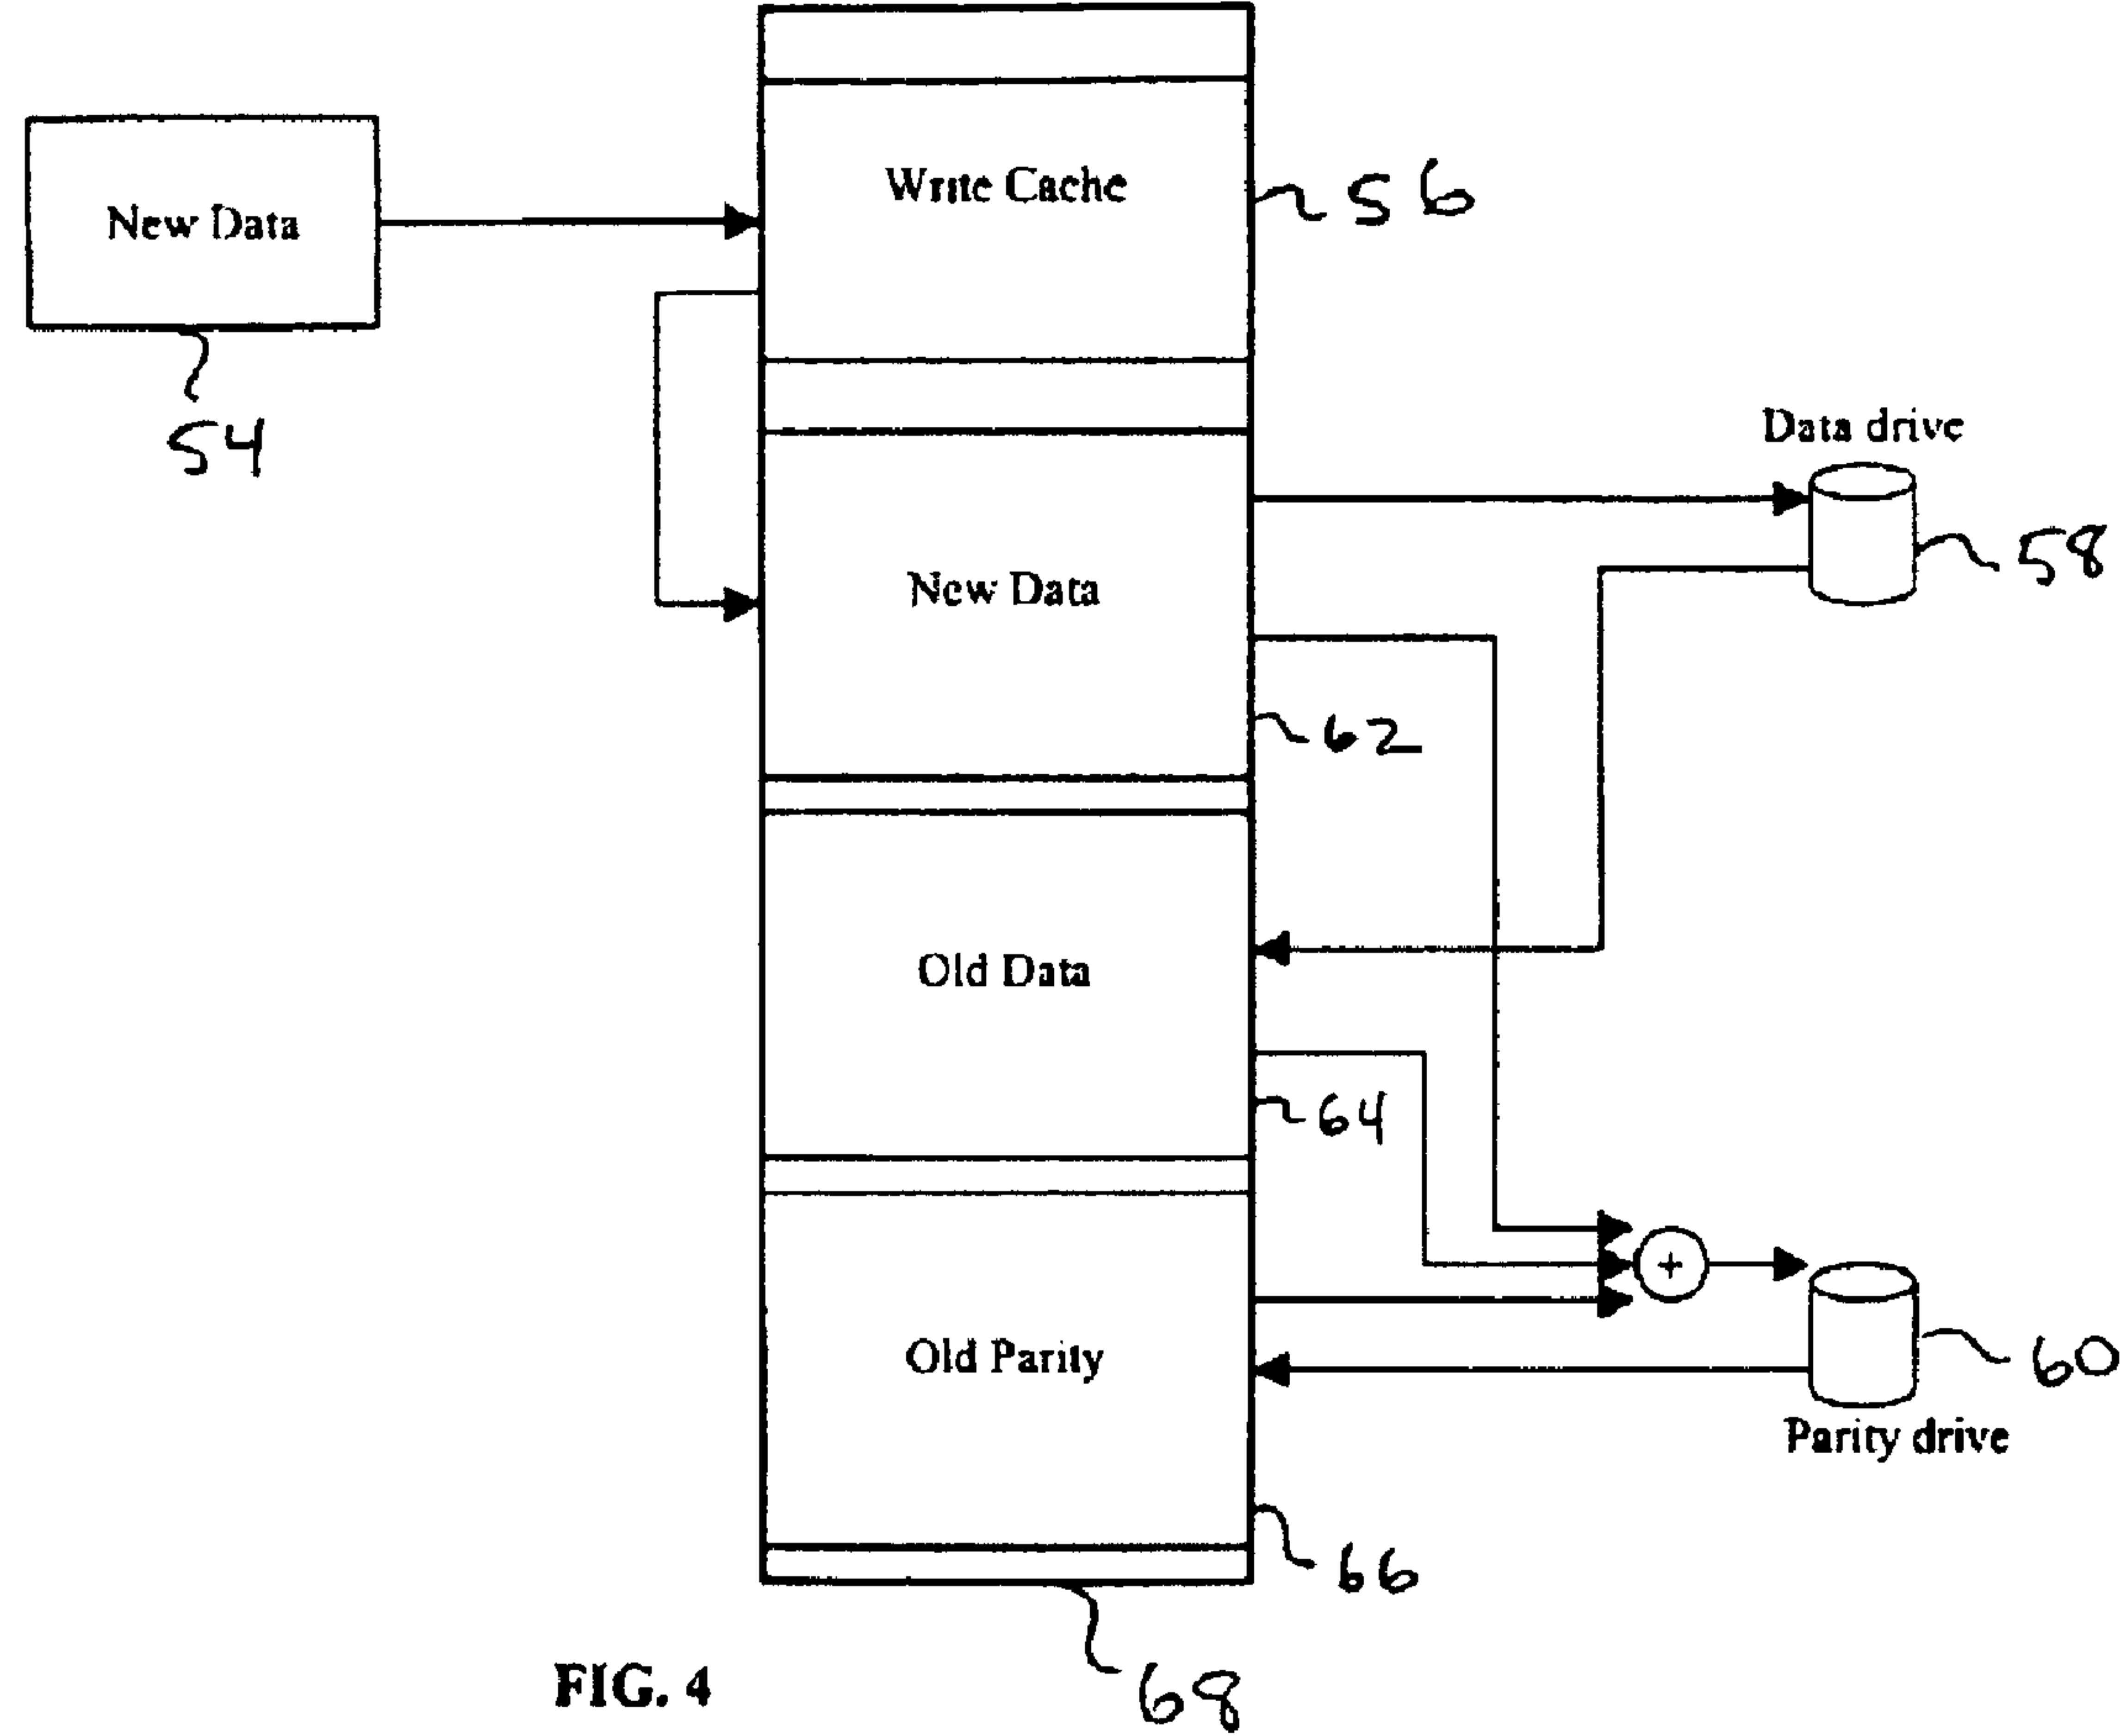 Write Cache
56
New Data
54
Data drive
58
New Data
62
Old Data
64
+
Old Parity
60
Parity drive
66
68
FIG. 4